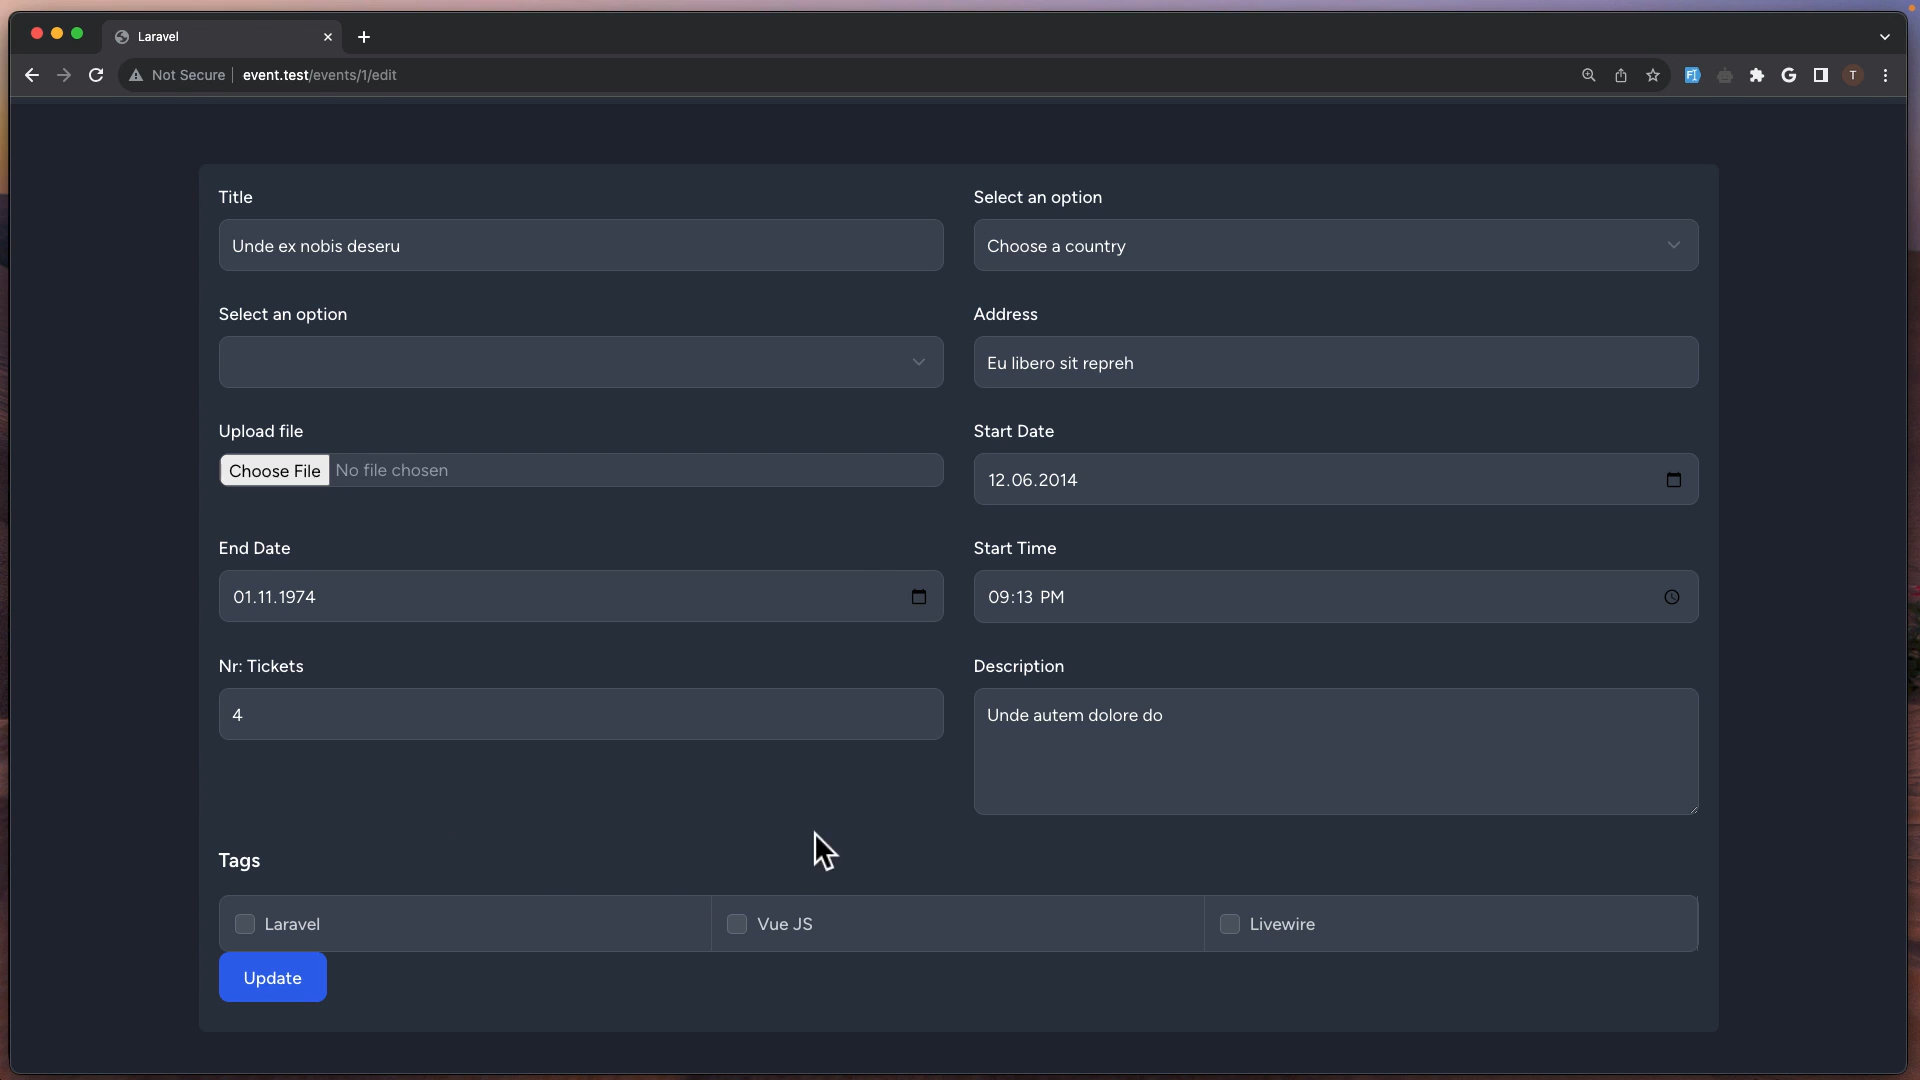 Laravel
Not Secure
event.test/events/1/edit
T
Title
Select an option
Unde ex nobis deseru
Choose a country
Select an option
Address
Eu libero sit repreh
Upload file
Start Date
Choose File No file chosen
12.06.2014
End Date
Start Time
01.11.1974
09:13 PM
Nr: Tickets
Description
4
Unde autem dolore do
Tags
Laravel
Vue JS
Livewire
Update